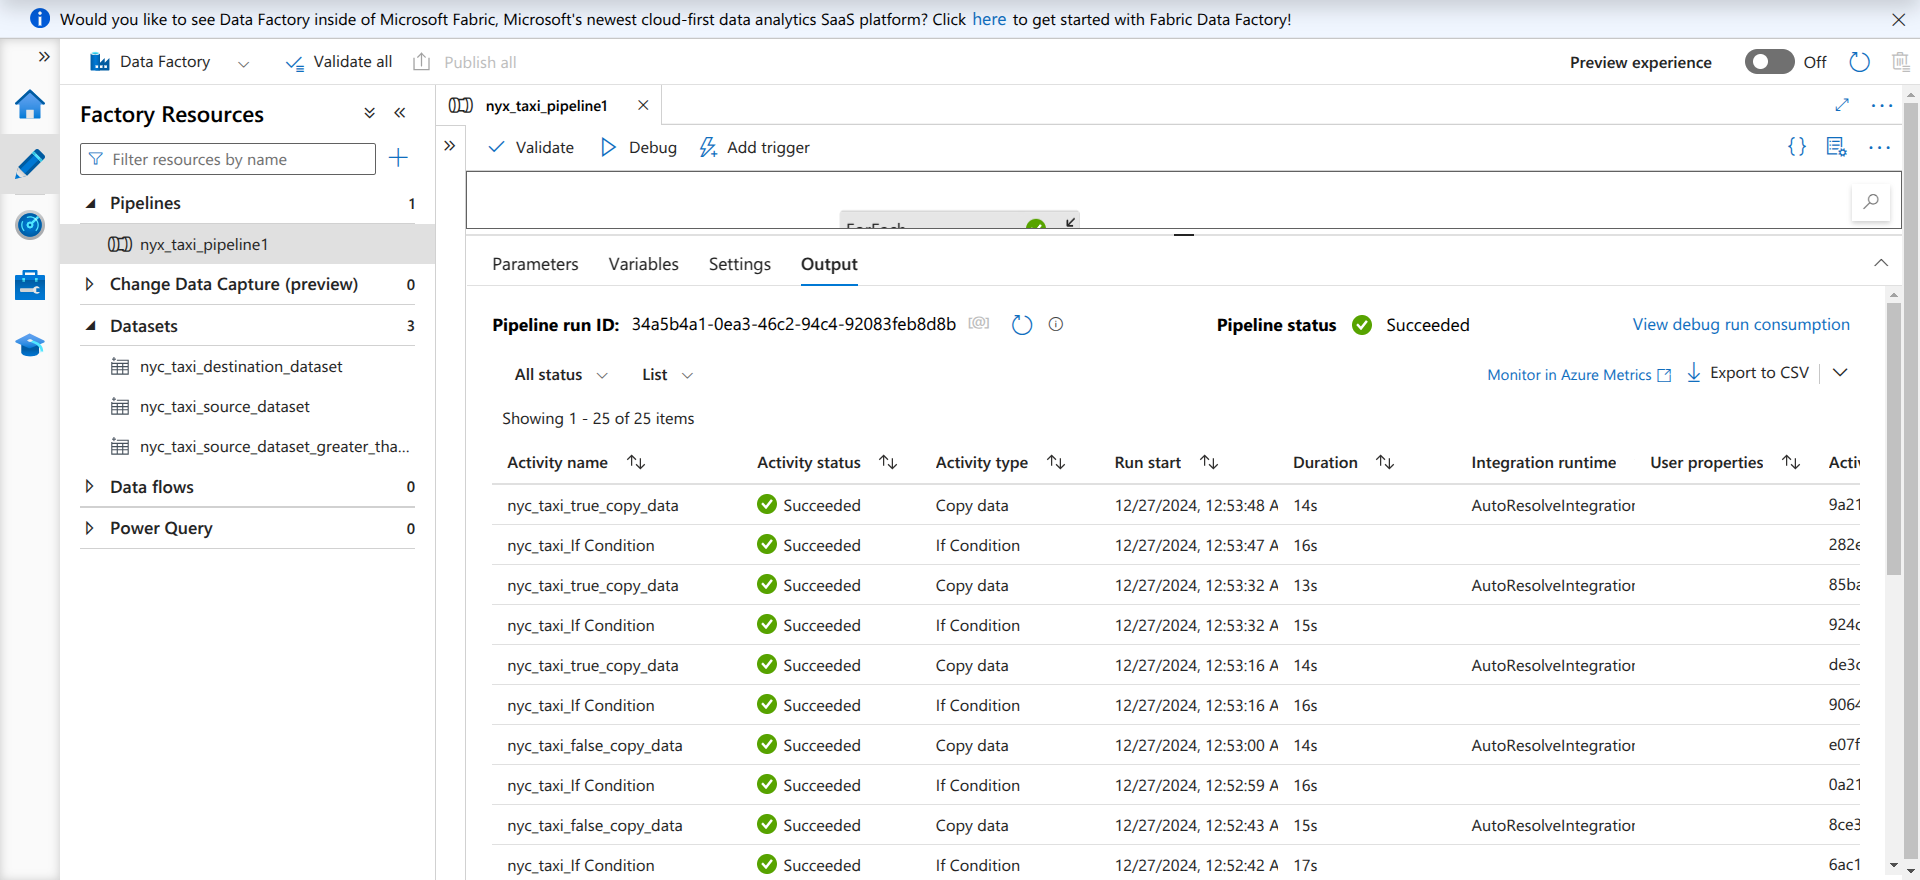 Would you like to see Data Factory inside of Microsoft Fabric, Microsoft's newest cloud-first data analytics SaaS platform? Click here to get started with Fabric Data Factory!
Data Factory
Validate all
Publish all
Preview experience
Off
Factory Resources
Filter resources by name
Pipelines 1
nyx_taxi_pipeline1
Change Data Capture (preview) 0
Datasets 3
nyc_taxi_destination_dataset
nyc_taxi_source_dataset
nyc_taxi_source_dataset_greater_tha...
Data flows 0
Power Query 0
nyx_taxi_pipeline1
Validate Debug Add trigger
ForEach
Parameters Variables Settings Output
Pipeline run ID: 34a5b4a1-0ea3-46c2-94c4-92083feb8d8b [@] Pipeline status Succeeded View debug run consumption
All status List Monitor in Azure Metrics Export to CSV
Showing 1 - 25 of 25 items
Activity name Activity status Activity type Run start Duration Integration runtime User properties Activ
nyc_taxi_true_copy_data Succeeded Copy data 12/27/2024, 12:53:48 A 14s AutoResolveIntegration 9a21
nyc_taxi_If Condition Succeeded If Condition 12/27/2024, 12:53:47 A 16s 282e
nyc_taxi_true_copy_data Succeeded Copy data 12/27/2024, 12:53:32 A 13s AutoResolveIntegration 85ba
nyc_taxi_If Condition Succeeded If Condition 12/27/2024, 12:53:32 A 15s 924c
nyc_taxi_true_copy_data Succeeded Copy data 12/27/2024, 12:53:16 A 14s AutoResolveIntegration de3c
nyc_taxi_If Condition Succeeded If Condition 12/27/2024, 12:53:16 A 16s 9064
nyc_taxi_false_copy_data Succeeded Copy data 12/27/2024, 12:53:00 A 14s AutoResolveIntegration e07f
nyc_taxi_If Condition Succeeded If Condition 12/27/2024, 12:52:59 A 16s 0a21
nyc_taxi_false_copy_data Succeeded Copy data 12/27/2024, 12:52:43 A 15s AutoResolveIntegration 8ce3
nyc_taxi_If Condition Succeeded If Condition 12/27/2024, 12:52:42 A 17s 6ac1